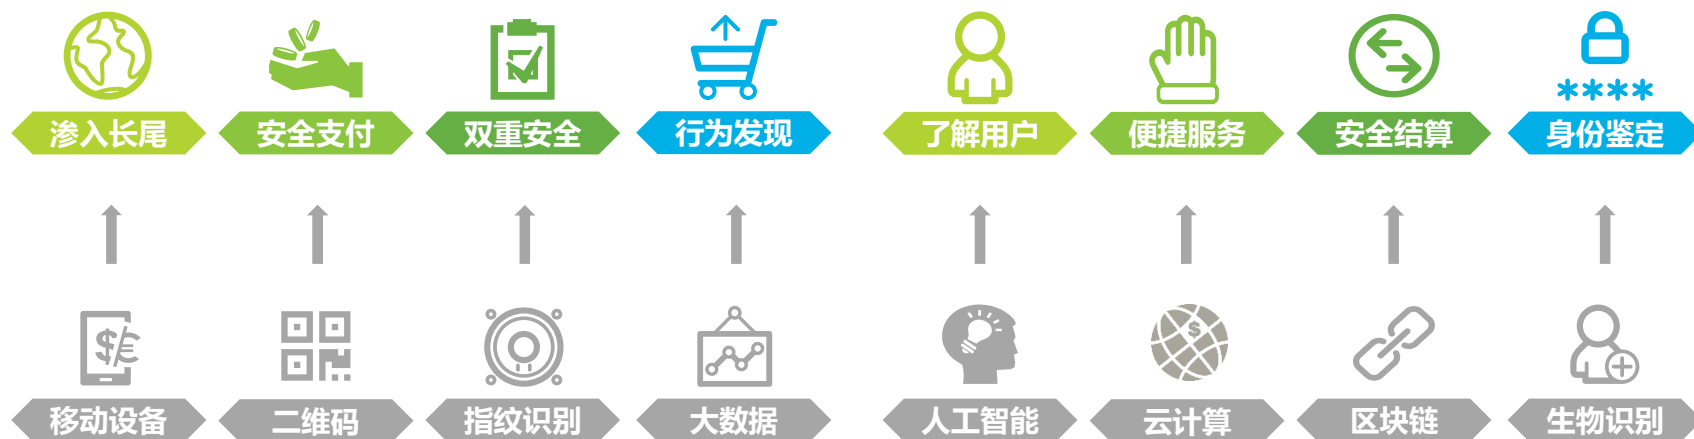 渗入长尾 安全支付 双重安全 行为发现 了解用户 便捷服务 安全结算 身份鉴定
移动设备 二维码 指纹识别 大数据 人工智能 云计算 区块链 生物识别